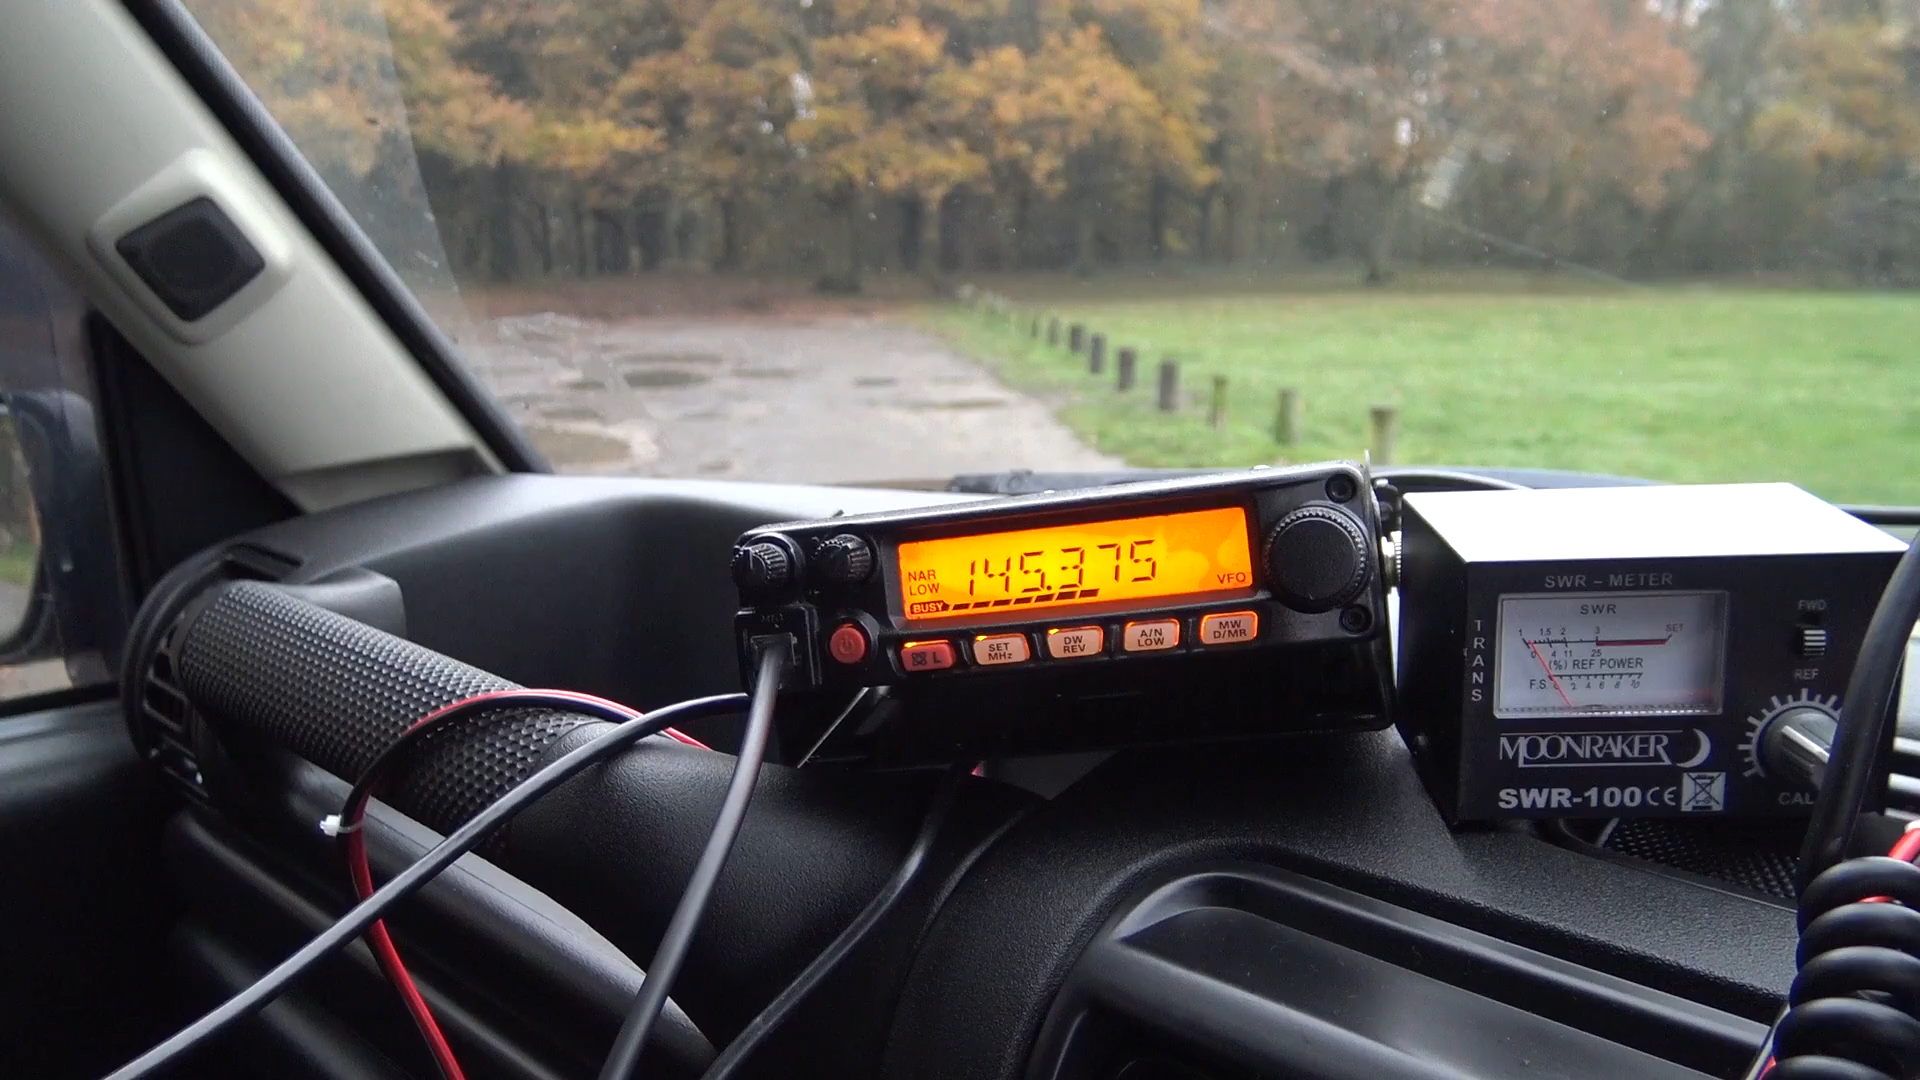 NAR
LOW
145.375
VFO
BUSY
MIC
L
SET
MHz
DW
REV
A/N
LOW
MW
D/MR
SWR - METER
TRANS
SWR
1 1.5 2 3 SET
0 4 11 25
(%) REF POWER
F.S. 0 2 4 6 8 10
FWD
REF
MOONRAKER
SWR-100 CE
CAL